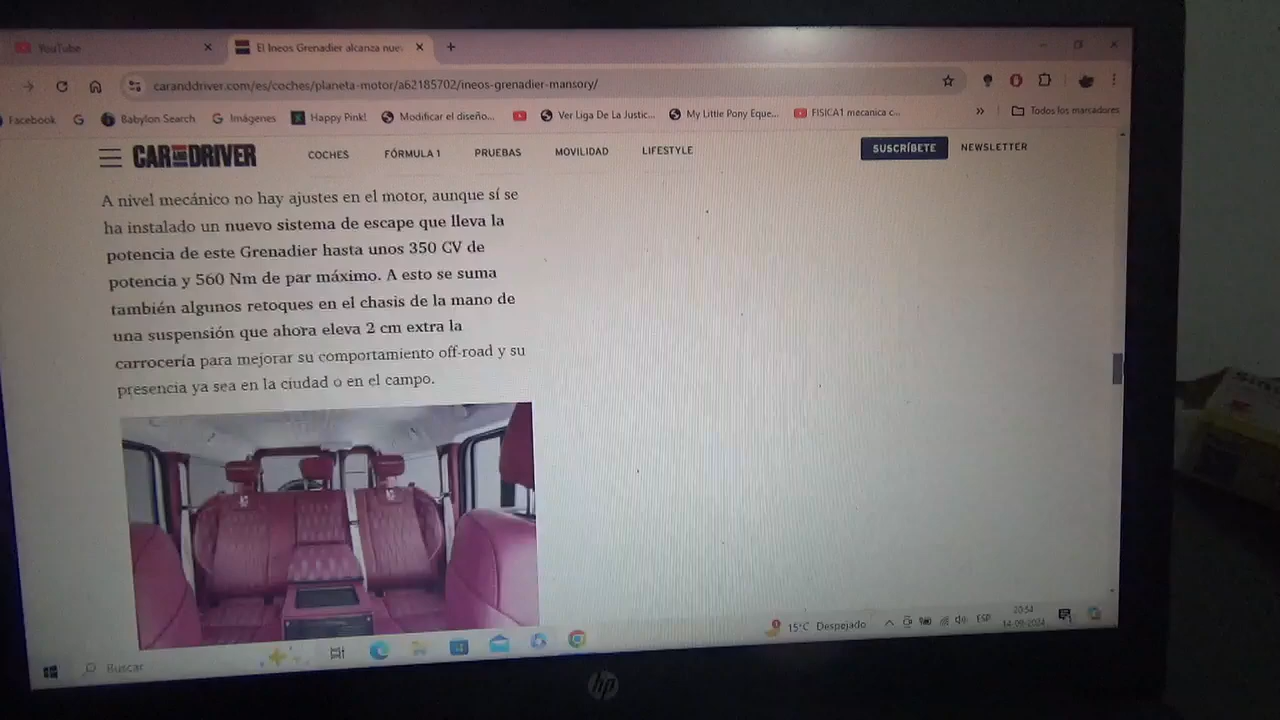 YouTube
El Ineos Grenadier alcanza nue
caranddriver.com/es/coches/planeta-motor/a62185702/ineos-grenadier-mansory/
Facebook
Babylon Search
Imágenes
Happy Pink!
Modificar el diseño...
Ver Liga De La Justic...
My Little Pony Eque...
FISICA1 mecanica c...
Todos los marcadores
CAR AND DRIVER
COCHES
FÓRMULA 1
PRUEBAS
MOVILIDAD
LIFESTYLE
SUSCRÍBETE
NEWSLETTER
A nivel mecánico no hay ajustes en el motor, aunque sí se
ha instalado un nuevo sistema de escape que lleva la
potencia de este Grenadier hasta unos 350 CV de
potencia y 560 Nm de par máximo. A esto se suma
también algunos retoques en el chasis de la mano de
una suspensión que ahora eleva 2 cm extra la
carrocería para mejorar su comportamiento off-road y su
presencia ya sea en la ciudad o en el campo.
Buscar
15°C Despejado
ESP
20:54
14-09-2024
hp